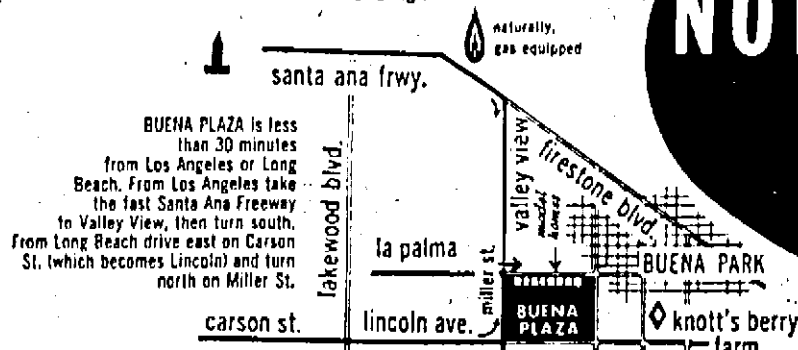 naturally,
gas equipped
santa ana frwy.
BUENA PLAZA is less
than 30 minutes
from Los Angeles or Long
Beach. From Los Angeles take
the fast Santa Ana Freeway
to Valley View, then turn south.
From Long Beach drive east on Carson
St. (which becomes Lincoln) and turn
north on Miller St.
lakewood blvd.
valley view
model
homes
firestone blvd.
la palma
miller st.
BUENA PARK
carson st.
lincoln ave.
BUENA
PLAZA
knott's berry
farm